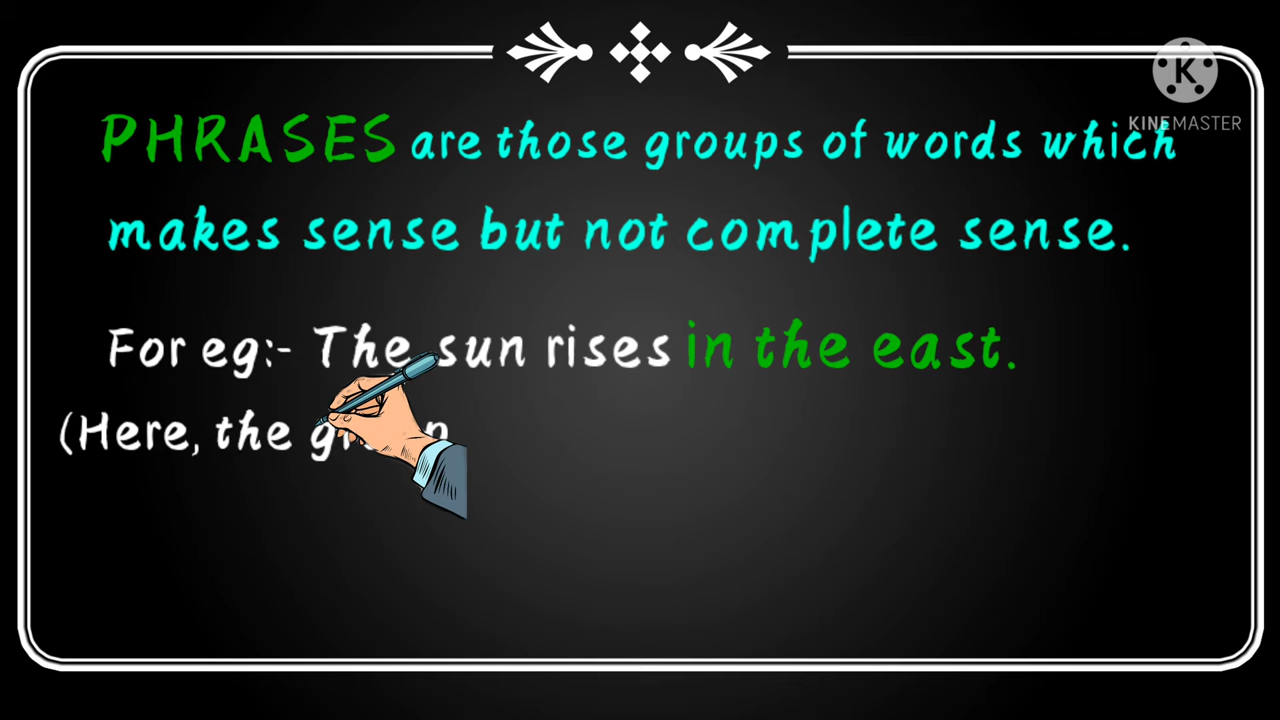 KINEMASTER
PHRASES are those groups of words which
makes sense but not complete sense.
For eg:- The sun rises in the east.
(Here, the